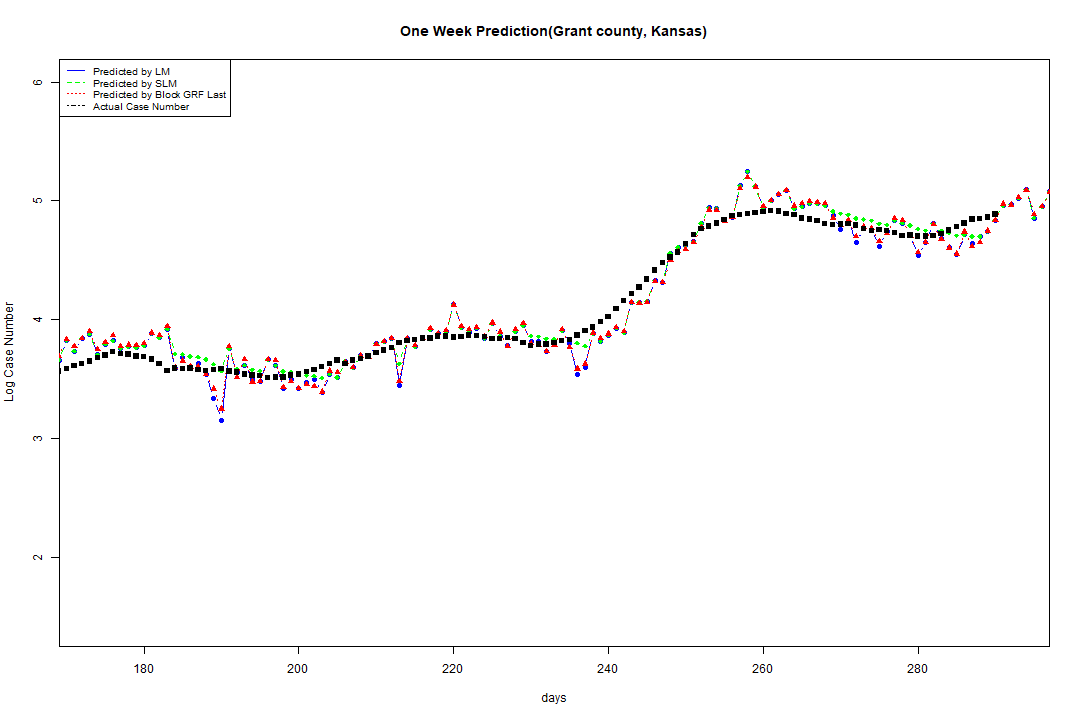 One Week Prediction(Grant county, Kansas)
Predicted by LM
Predicted by SLM
Predicted by Block GRF Last
Actual Case Number
6
5
4
3
2
Log Case Number
180 200 220 240 260 280
days